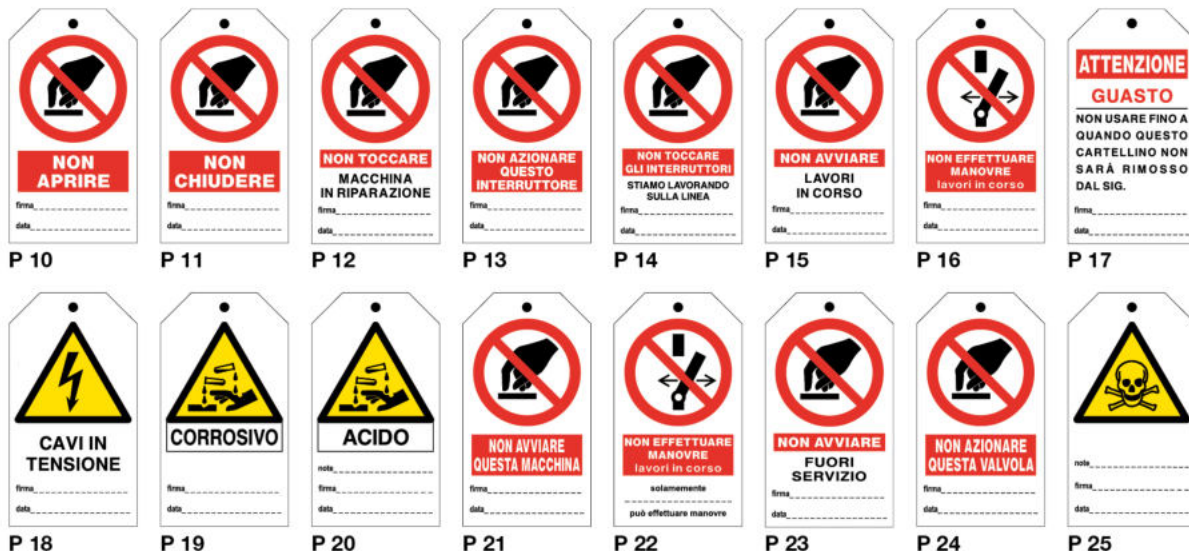 NON
APRIRE
firma
data
P 10
NON
CHIUDERE
firma
data
P 11
NON TOCCARE
MACCHINA
IN RIPARAZIONE
firma
data
P 12
NON AZIONARE
QUESTO
INTERRUTTORE
firma
data
P 13
NON TOCCARE
GLI INTERRUTTORI
STIAMO LAVORANDO
SULLA LINEA
firma
data
P 14
NON AVVIARE
LAVORI
IN CORSO
firma
data
P 15
NON EFFETTUARE
MANOVRE
lavori in corso
firma
data
P 16
ATTENZIONE
GUASTO
NON USARE FINO A
QUANDO QUESTO
CARTELLINO NON
SARÀ RIMOSSO
DAL SIG.
firma
data
P 17
CAVI IN
TENSIONE
firma
data
P 18
CORROSIVO
firma
data
P 19
ACIDO
note
firma
data
P 20
NON AVVIARE
QUESTA MACCHINA
firma
data
P 21
NON EFFETTUARE
MANOVRE
lavori in corso
solamemente
può effettuare manovre
P 22
NON AVVIARE
FUORI
SERVIZIO
firma
data
P 23
NON AZIONARE
QUESTA VALVOLA
firma
data
P 24
note
firma
data
P 25